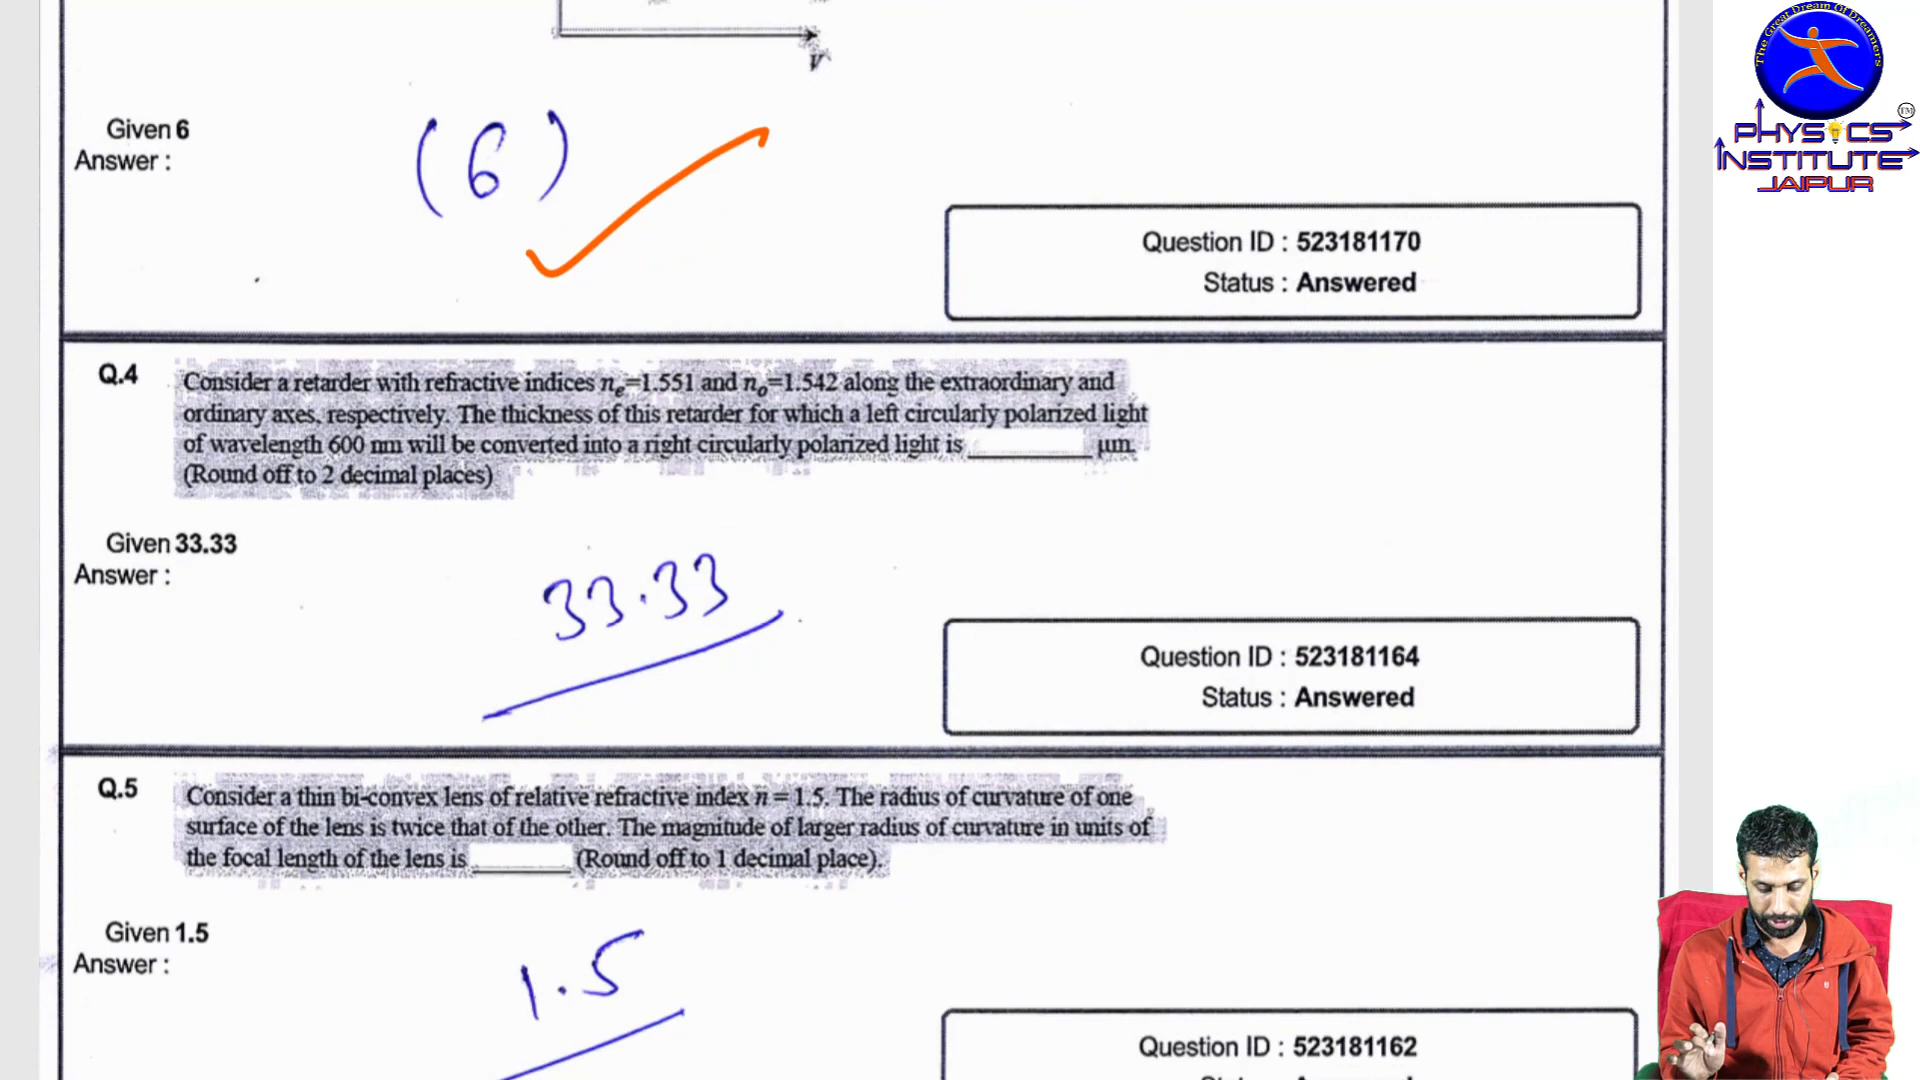 V
Given 6
Answer :
(6)
Question ID : 523181170
Status : Answered
Q.4
Consider a retarder with refractive indices nₑ=1.551 and nₒ=1.542 along the extraordinary and
ordinary axes, respectively. The thickness of this retarder for which a left circularly polarized light
of wavelength 600 nm will be converted into a right circularly polarized light is __________ μm.
(Round off to 2 decimal places)
Given 33.33
Answer :
33.33
Question ID : 523181164
Status : Answered
Q.5
Consider a thin bi-convex lens of relative refractive index n = 1.5. The radius of curvature of one
surface of the lens is twice that of the other. The magnitude of larger radius of curvature in units of
the focal length of the lens is ________ (Round off to 1 decimal place).
Given 1.5
Answer :
1.5
Question ID : 523181162
The Great Dream Of Dreamers
TM
PHYSICS
INSTITUTE
JAIPUR